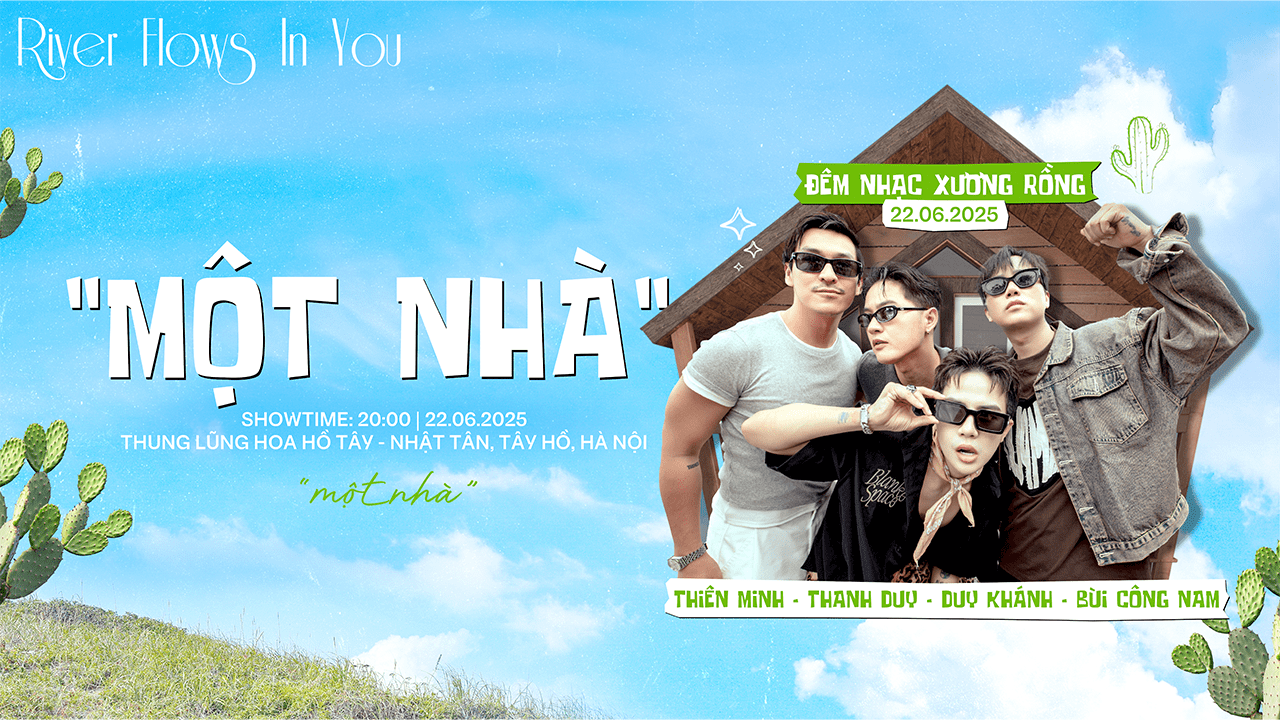 River Flows In You
ĐÊM NHẠC XƯƠNG RỒNG
22.06.2025
"MỘT NHÀ"
SHOWTIME: 20:00 | 22.06.2025
THUNG LŨNG HOA HỒ TÂY - NHẬT TÂN, TÂY HỒ, HÀ NỘI
"một nhà"
Blank
Space
THIÊN MINH - THANH DUY - DUY KHÁNH - BÙI CÔNG NAM